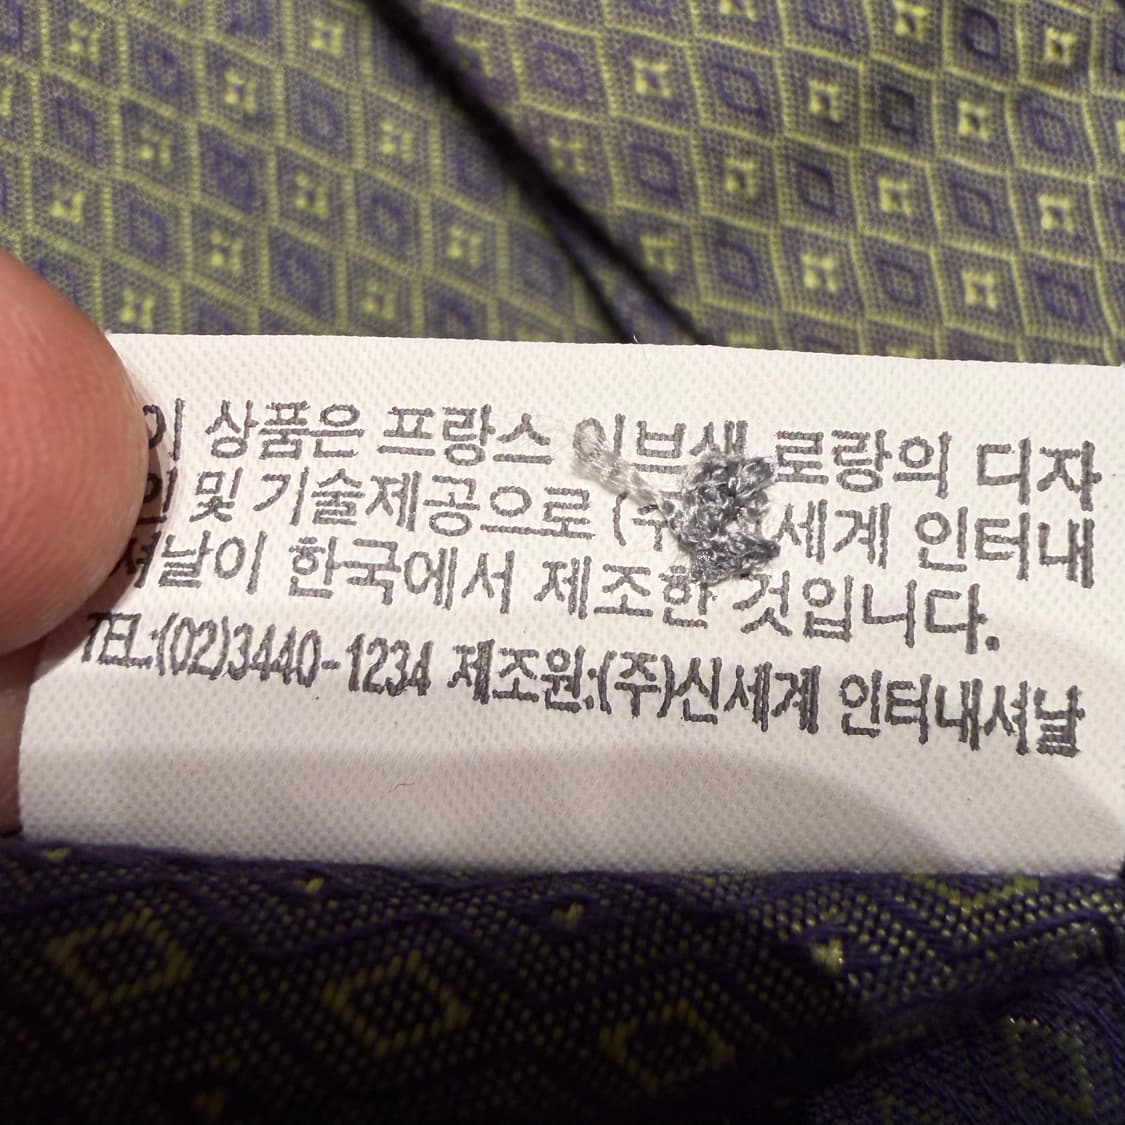 이 상품은 프랑스 이브생 로랑의 디자
및 기술제공으로 세계 인터내
셔날이 한국에서 제조한 것입니다.
TEL:(02)3440-1234 제조원:(주)신세계 인터내셔날